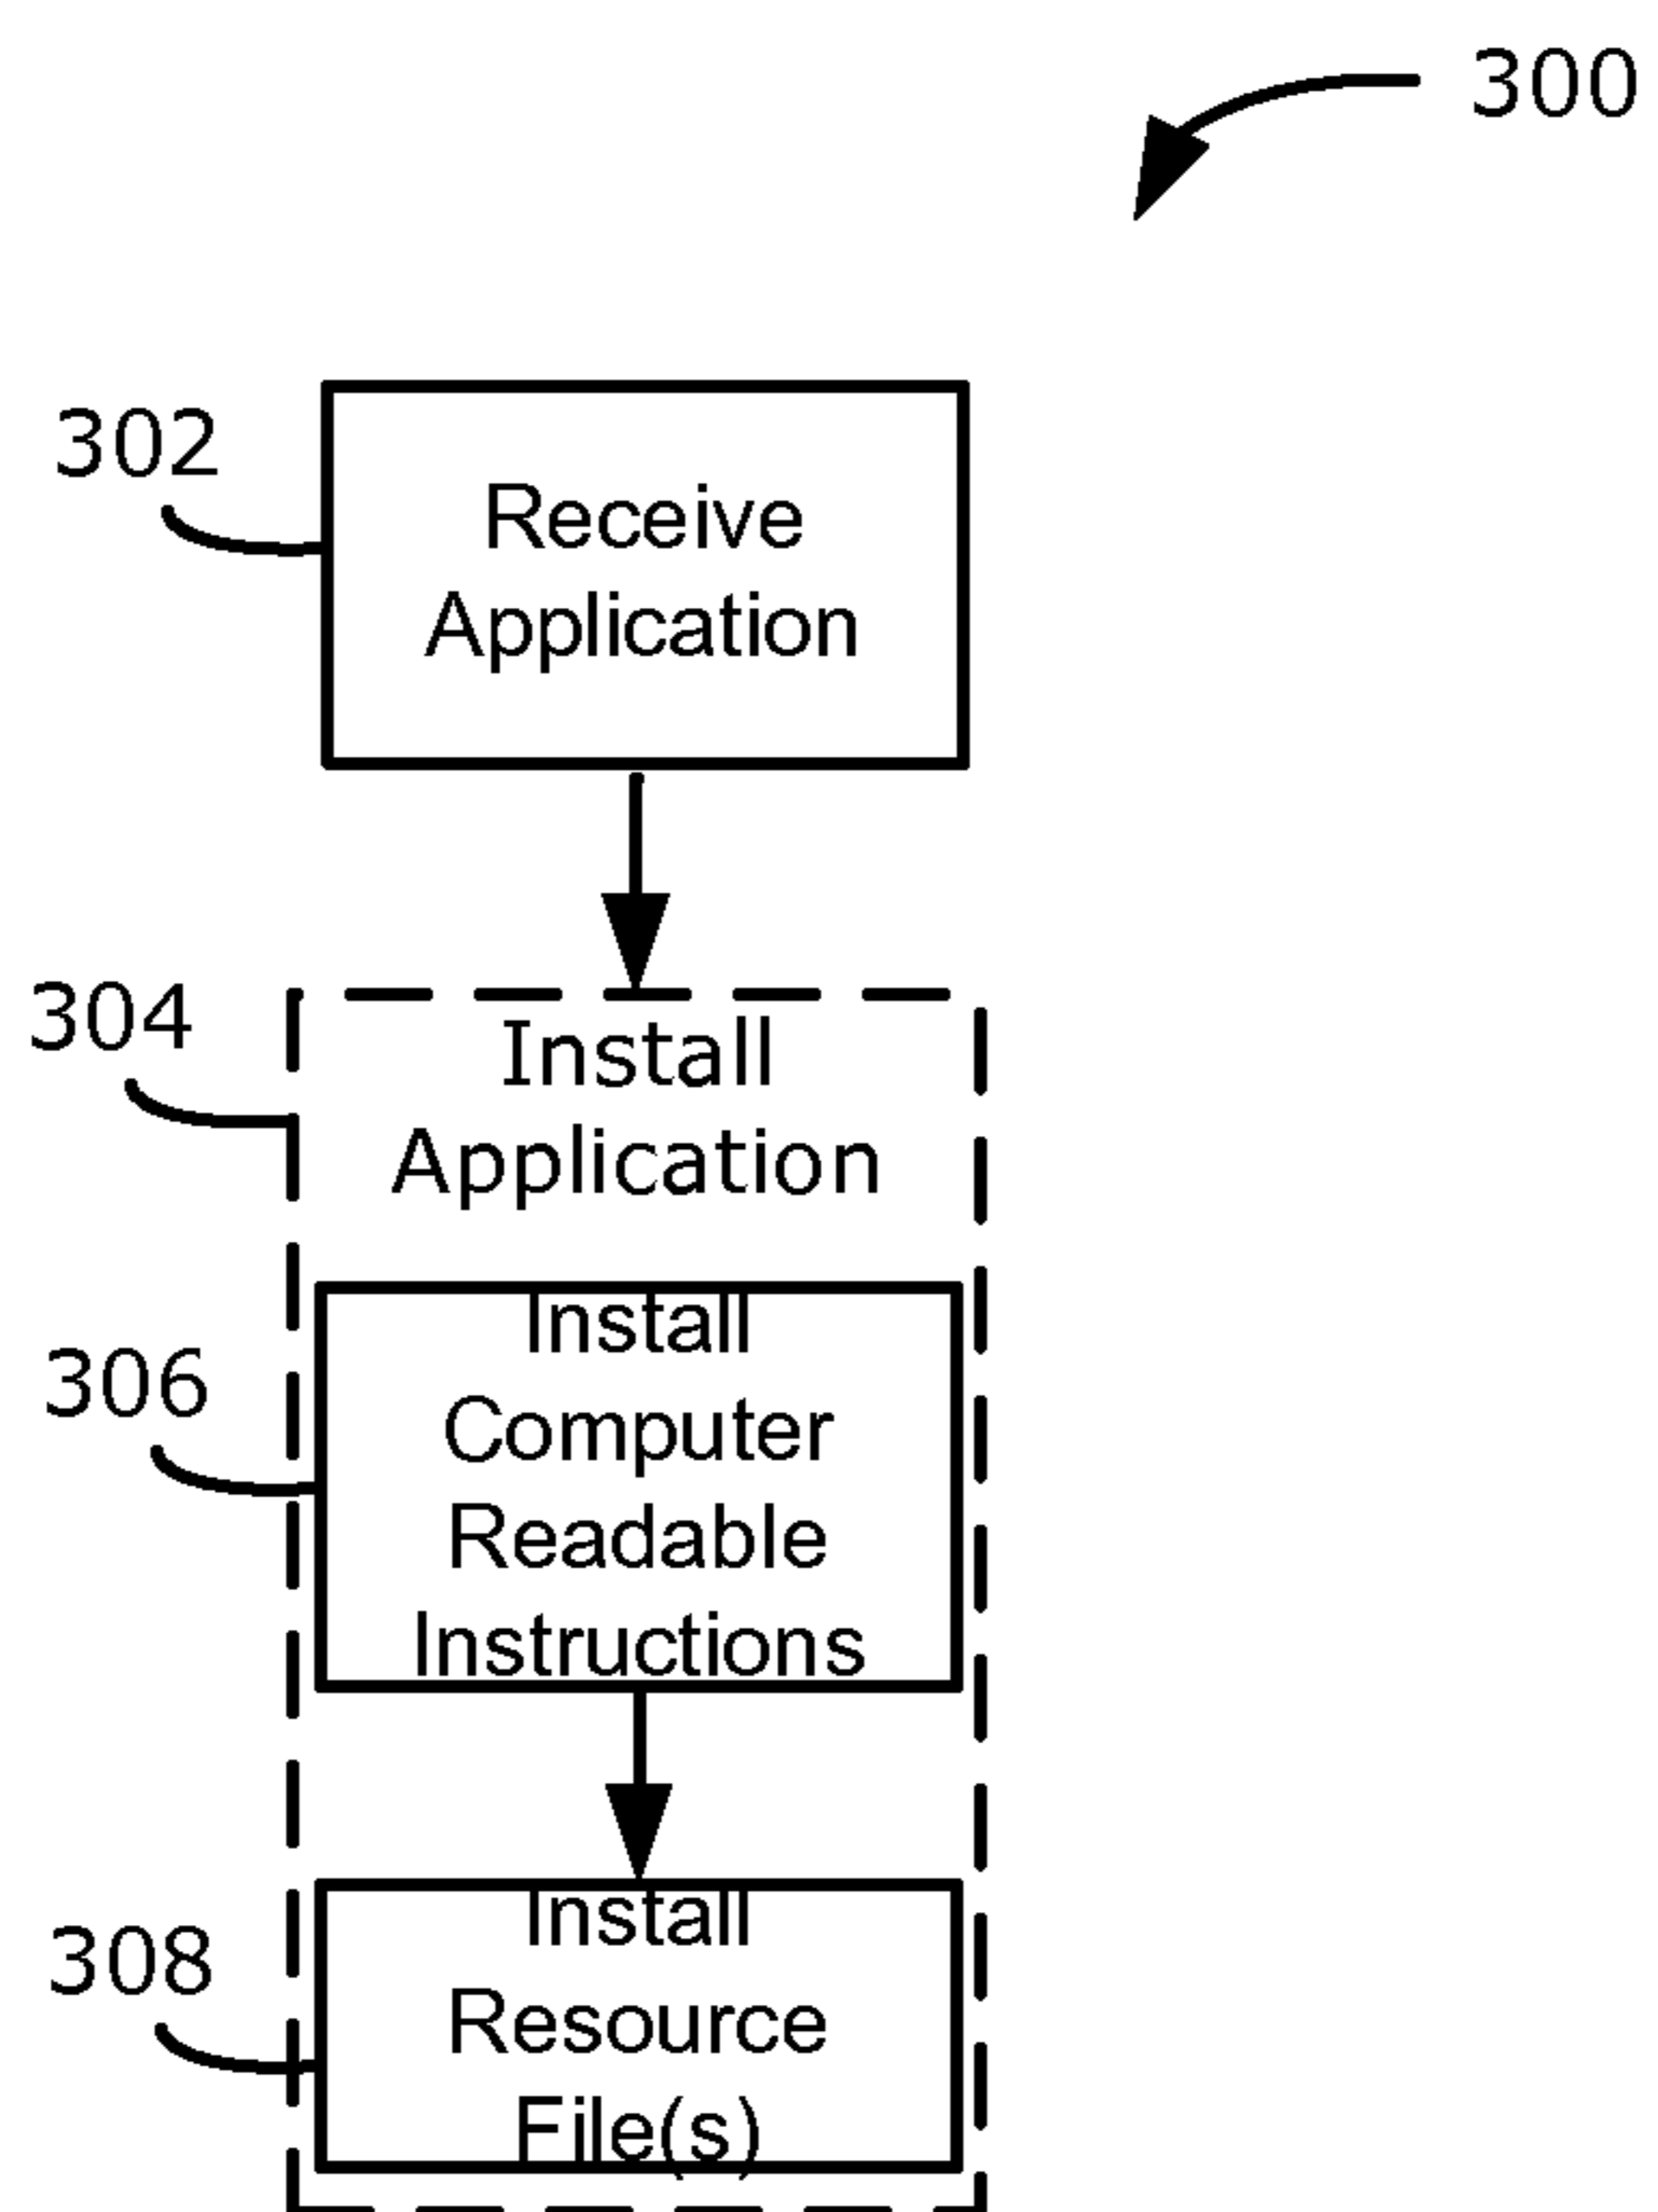 300
302
Receive
Application
304
Install
Application
306
Install
Computer
Readable
Instructions
308
Install
Resource
File(s)